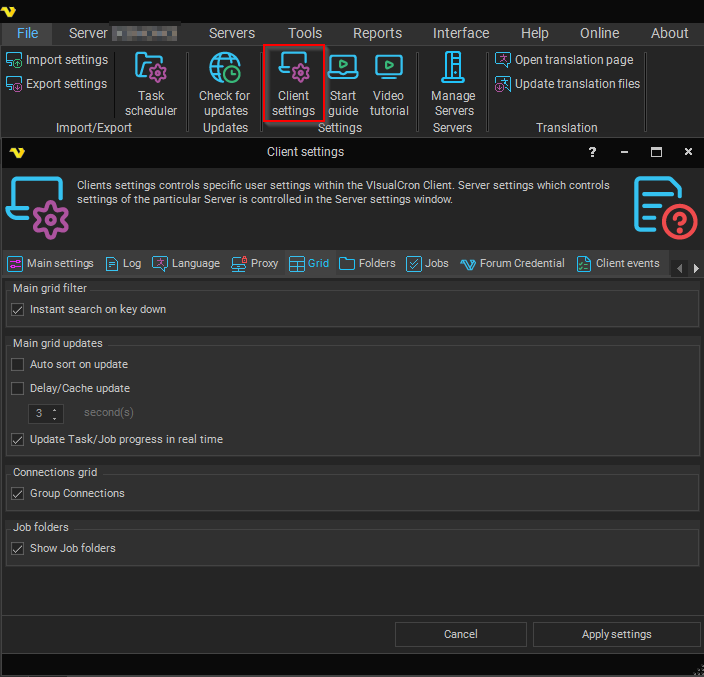 File Server Servers Tools Reports Interface Help Online About
Import settings
Export settings
Import/Export
Task
scheduler
Check for
updates
Updates
Client
settings
Start
guide
Video
tutorial
Settings
Manage
Servers
Servers
Open translation page
Update translation files
Translation
Client settings
?
Clients settings controls specific user settings within the VIsualCron Client. Server settings which controls
settings of the particular Server is controlled in the Server settings window.
Main settings Log Language Proxy Grid Folders Jobs Forum Credential Client events
Main grid filter
Instant search on key down
Main grid updates
Auto sort on update
Delay/Cache update
3 second(s)
Update Task/Job progress in real time
Connections grid
Group Connections
Job folders
Show Job folders
Cancel Apply settings